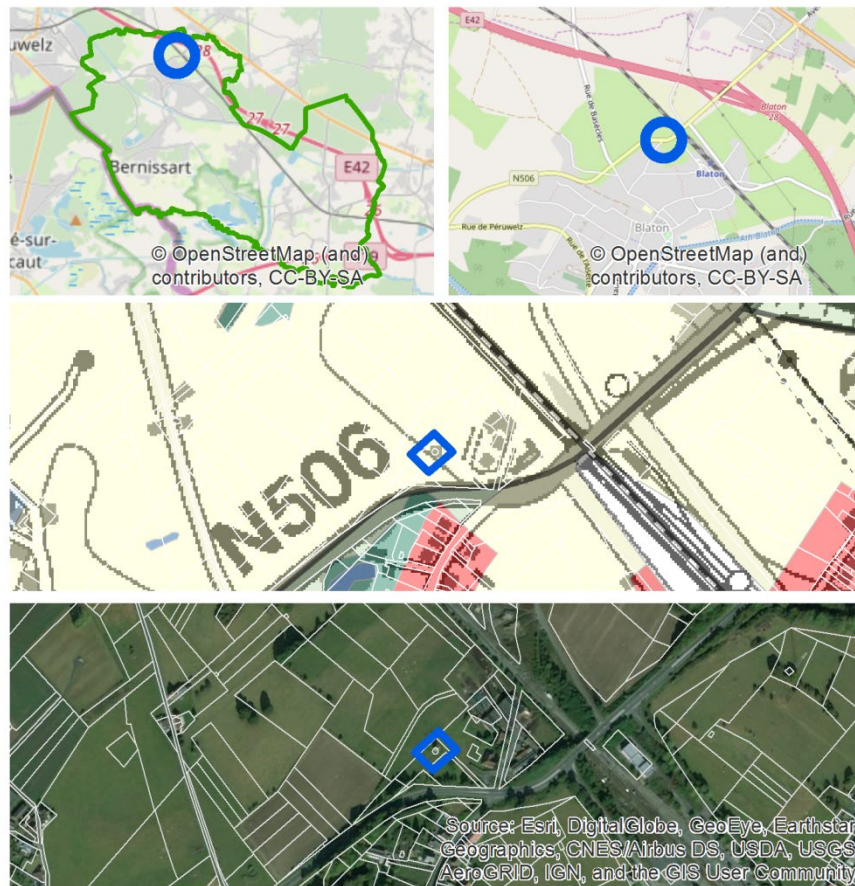 éruwelz
28
27
27
Bernissart
E42
25
é-sur-
caut
© OpenStreetMap (and)
contributors, CC-BY-SA
E42
Rue de Basècles
Blaton
28
N506
Blaton
Rue de Péruwelz
Blaton
© OpenStreetMap (and)
contributors, CC-BY-SA
N506
Source: Esri, DigitalGlobe, GeoEye, Earthstar
Geographics, CNES/Airbus DS, USDA, USGS
AeroGRID, IGN, and the GIS User Community